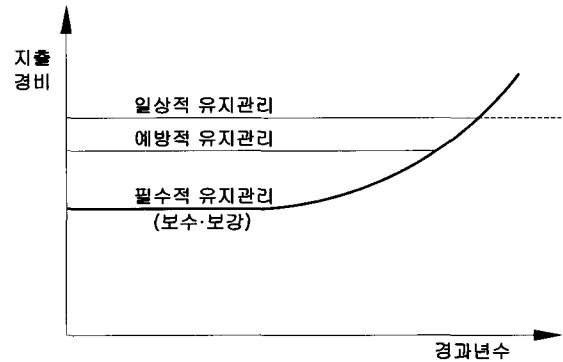 지출
경비
일상적 유지관리
예방적 유지관리
필수적 유지관리
(보수·보강)
경과년수